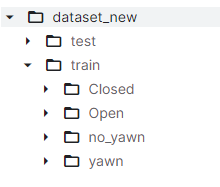 dataset_new
test
train
Closed
Open
no_yawn
yawn